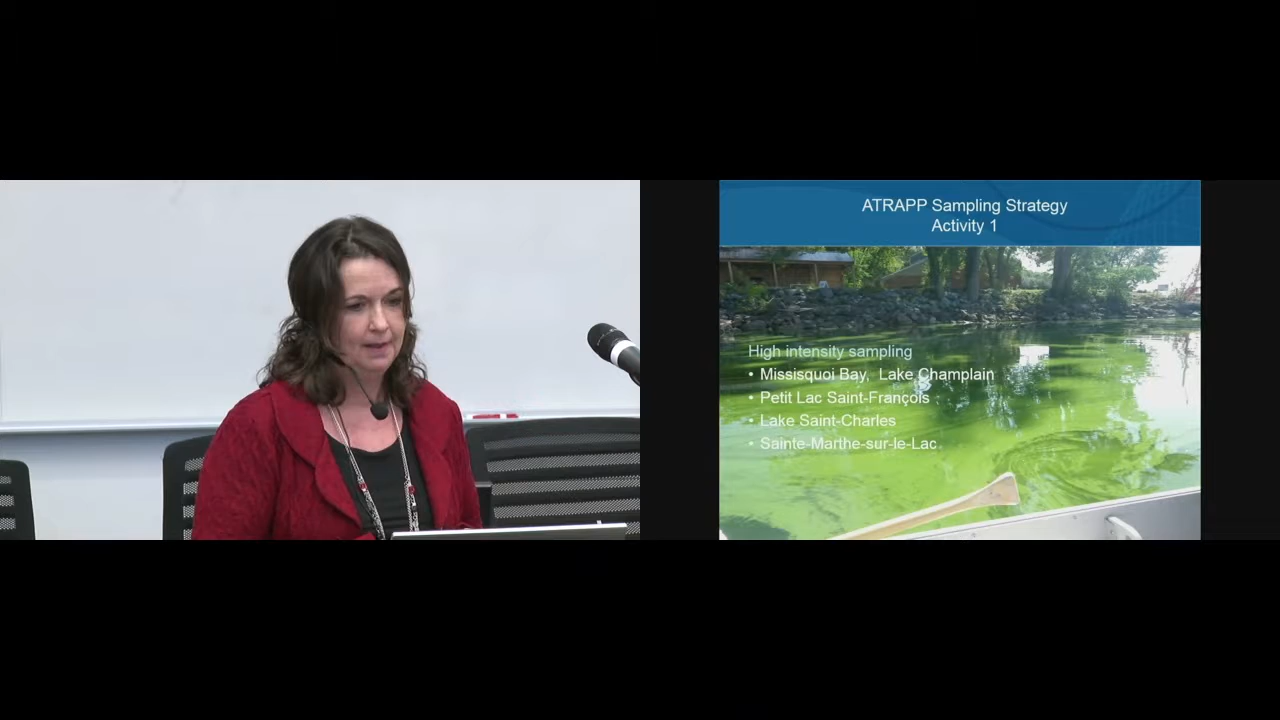 ATRAPP Sampling Strategy
Activity 1
High intensity sampling
• Missisquoi Bay, Lake Champlain
• Petit Lac Saint-François
• Lake Saint-Charles
• Sainte-Marthe-sur-le-Lac